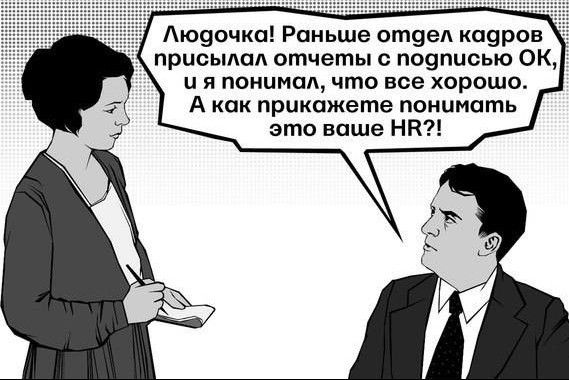 Людочка! Раньше отдел кадров
присылал отчеты с подписью ОК,
и я понимал, что все хорошо.
А как прикажете понимать
это ваше HR?!